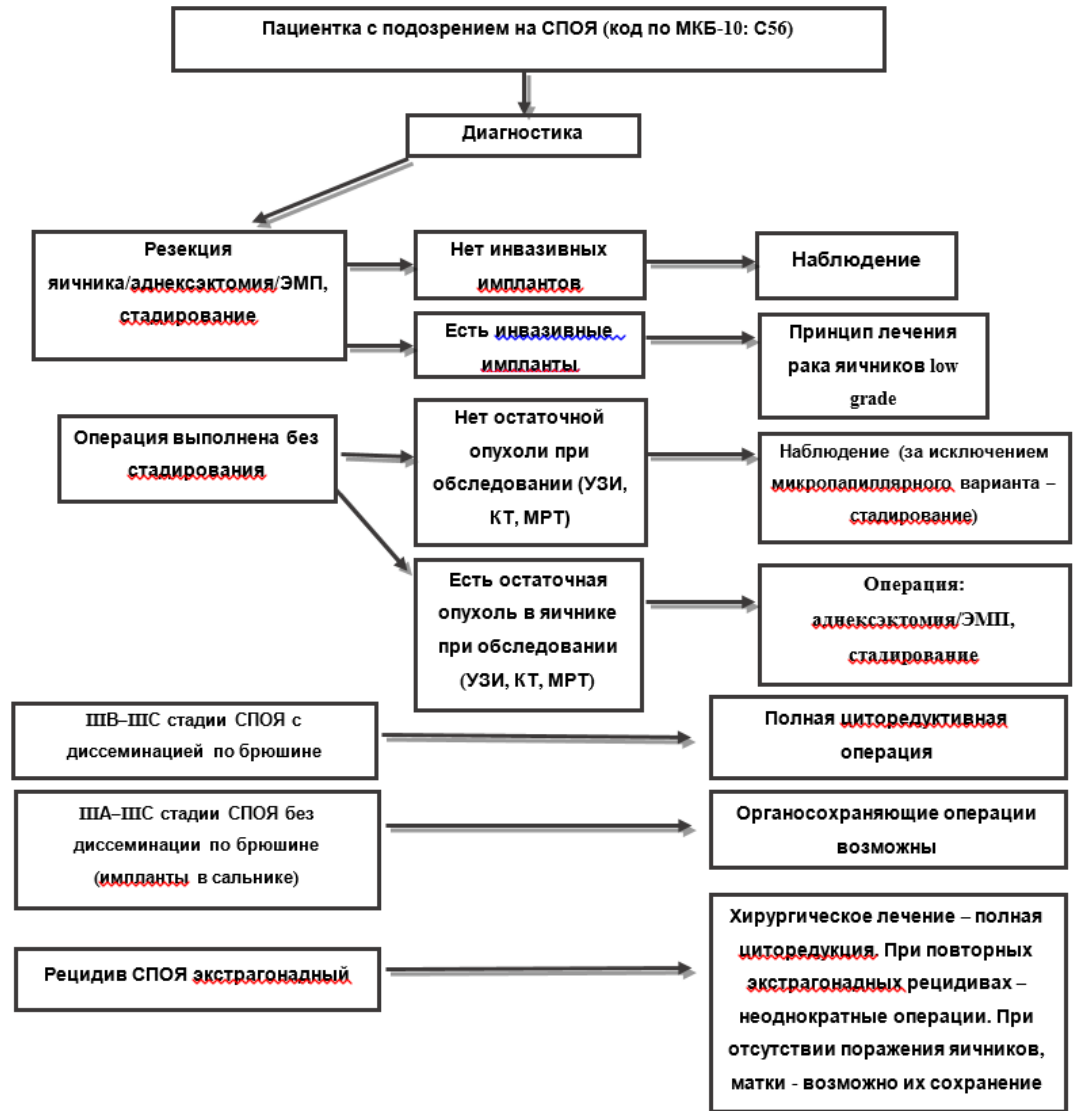 Пациентка с подозрением на СПОЯ (код по МКБ-10: C56)
Диагностика
Резекция
яичника/аднексэктомия/ЭМП,
стадирование
Нет инвазивных
имплантов
Наблюдение
Есть инвазивные
импланты
Принцип лечения
рака яичников low
grade
Операция выполнена без
стадирования
Нет остаточной
опухоли при
обследовании (УЗИ,
КТ, МРТ)
Наблюдение (за исключением
микропапиллярного варианта –
стадирование)
Есть остаточная
опухоль в яичнике
при обследовании
(УЗИ, КТ, МРТ)
Операция:
аднексэктомия/ЭМП,
стадирование
IIIB–IIIC стадии СПОЯ с
диссеминацией по брюшине
Полная циторедуктивная
операция
IIIA–IIIC стадии СПОЯ без
диссеминации по брюшине
(импланты в сальнике)
Органосохраняющие операции
возможны
Рецидив СПОЯ экстрагонадный
Хирургическое лечение – полная
циторедукция. При повторных
экстрагонадных рецидивах –
неоднократные операции. При
отсутствии поражения яичников,
матки - возможно их сохранение